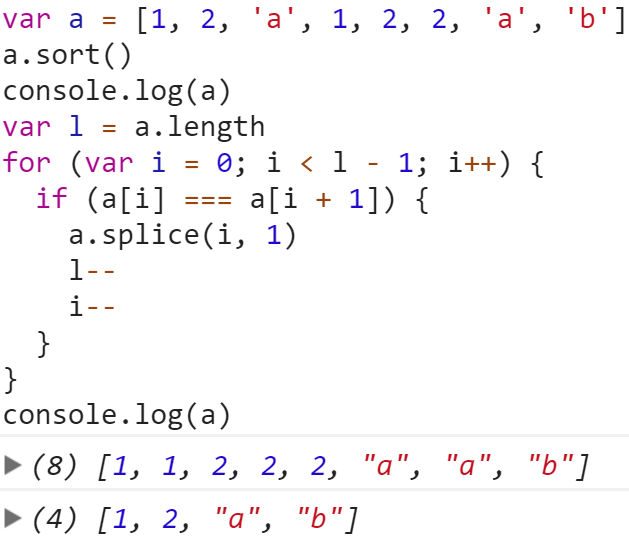 var a = [1, 2, 'a', 1, 2, 2, 'a', 'b']
a.sort()
console.log(a)
var l = a.length
for (var i = 0; i < l - 1; i++) {
  if (a[i] === a[i + 1]) {
    a.splice(i, 1)
    l--
    i--
  }
}
console.log(a)
▶(8) [1, 1, 2, 2, 2, "a", "a", "b"]
▶(4) [1, 2, "a", "b"]